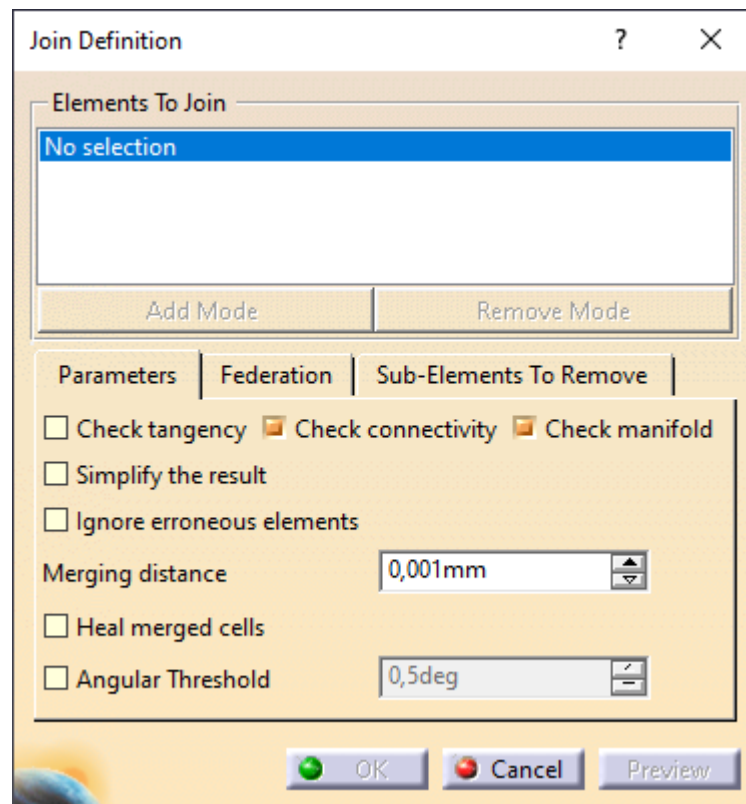 Join Definition ? ×
Elements To Join
No selection
Add Mode Remove Mode
Parameters Federation Sub-Elements To Remove
Check tangency Check connectivity Check manifold
Simplify the result
Ignore erroneous elements
Merging distance 0,001mm
Heal merged cells
Angular Threshold 0,5deg
OK Cancel Preview